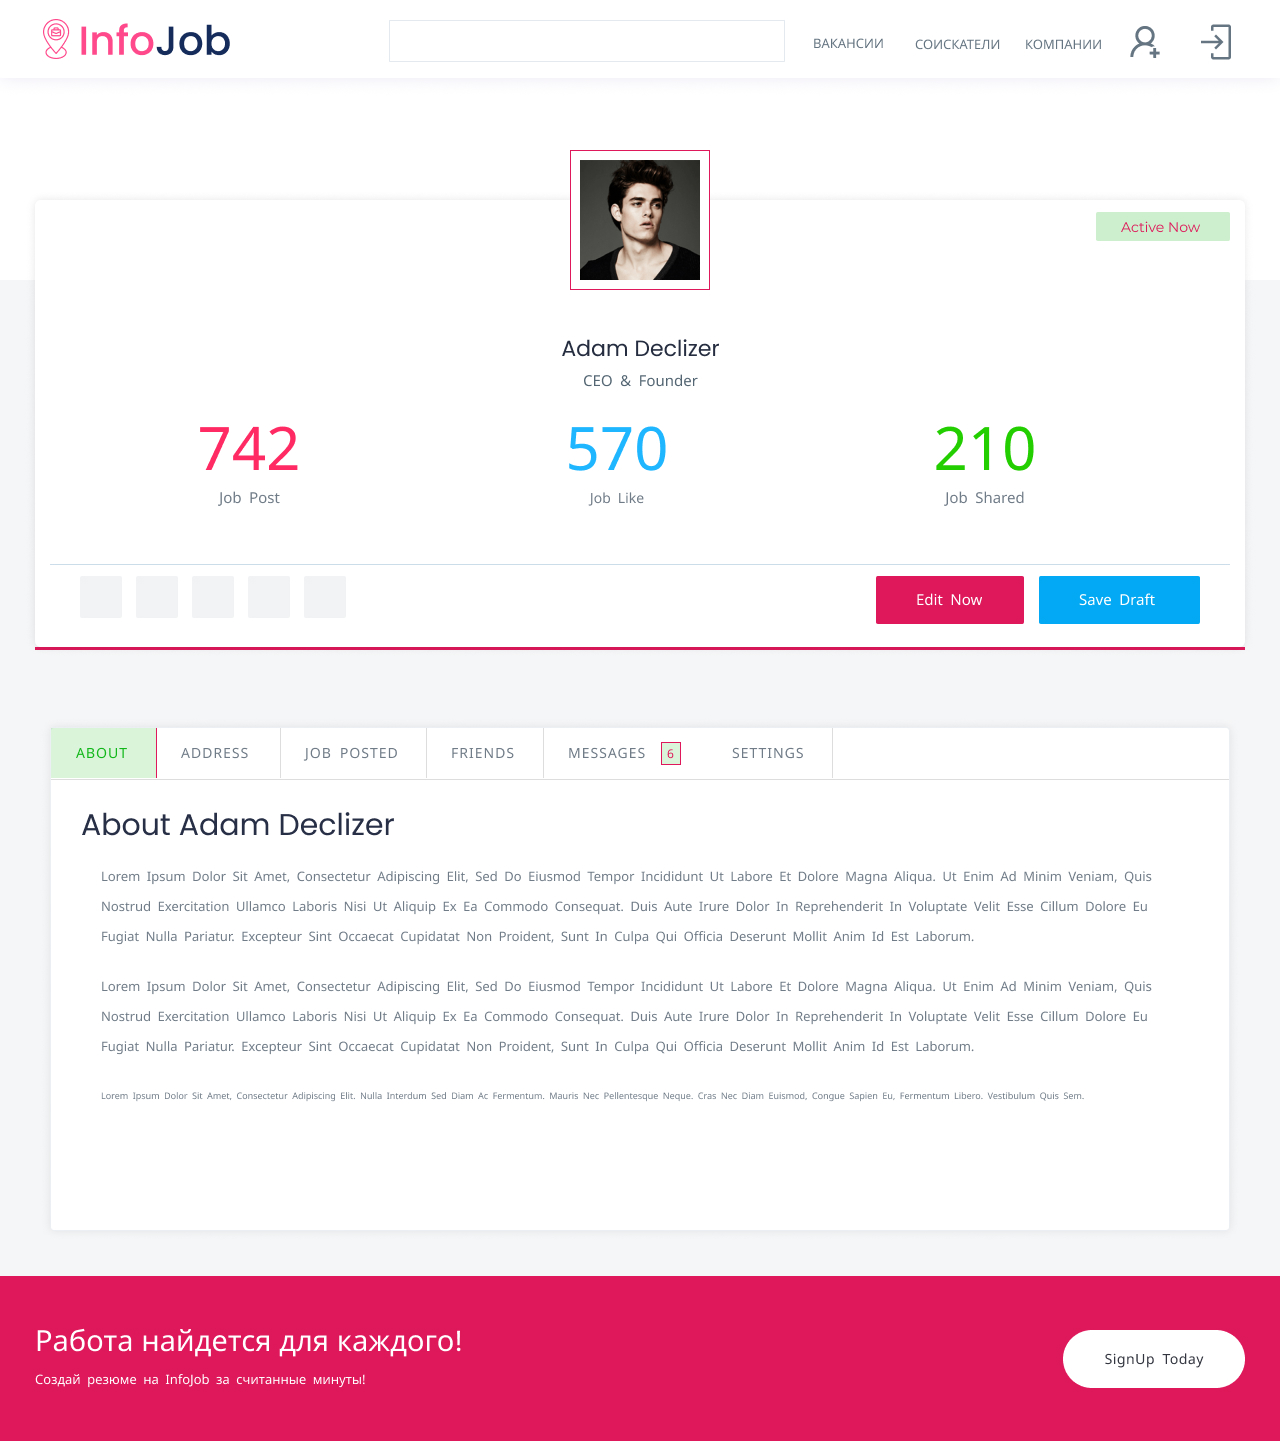 InfoJob
ВАКАНСИИ
СОИСКАТЕЛИ
КОМПАНИИ
Active Now
Adam Declizer
CEO & Founder
742
570
210
Job Post
Job Like
Job Shared
Edit Now
Save Draft
ABOUT
ADDRESS
JOB POSTED
FRIENDS
MESSAGES 6
SETTINGS
About Adam Declizer
Lorem Ipsum Dolor Sit Amet, Consectetur Adipiscing Elit, Sed Do Eiusmod Tempor Incididunt Ut Labore Et Dolore Magna Aliqua. Ut Enim Ad Minim Veniam, Quis
Nostrud Exercitation Ullamco Laboris Nisi Ut Aliquip Ex Ea Commodo Consequat. Duis Aute Irure Dolor In Reprehenderit In Voluptate Velit Esse Cillum Dolore Eu
Fugiat Nulla Pariatur. Excepteur Sint Occaecat Cupidatat Non Proident, Sunt In Culpa Qui Officia Deserunt Mollit Anim Id Est Laborum.
Lorem Ipsum Dolor Sit Amet, Consectetur Adipiscing Elit, Sed Do Eiusmod Tempor Incididunt Ut Labore Et Dolore Magna Aliqua. Ut Enim Ad Minim Veniam, Quis
Nostrud Exercitation Ullamco Laboris Nisi Ut Aliquip Ex Ea Commodo Consequat. Duis Aute Irure Dolor In Reprehenderit In Voluptate Velit Esse Cillum Dolore Eu
Fugiat Nulla Pariatur. Excepteur Sint Occaecat Cupidatat Non Proident, Sunt In Culpa Qui Officia Deserunt Mollit Anim Id Est Laborum.
Lorem Ipsum Dolor Sit Amet, Consectetur Adipiscing Elit. Nulla Interdum Sed Diam Ac Fermentum. Mauris Nec Pellentesque Neque. Cras Nec Diam Euismod, Congue Sapien Eu, Fermentum Libero. Vestibulum Quis Sem.
Работа найдется для каждого!
Создай резюме на InfoJob за считанные минуты!
SignUp Today